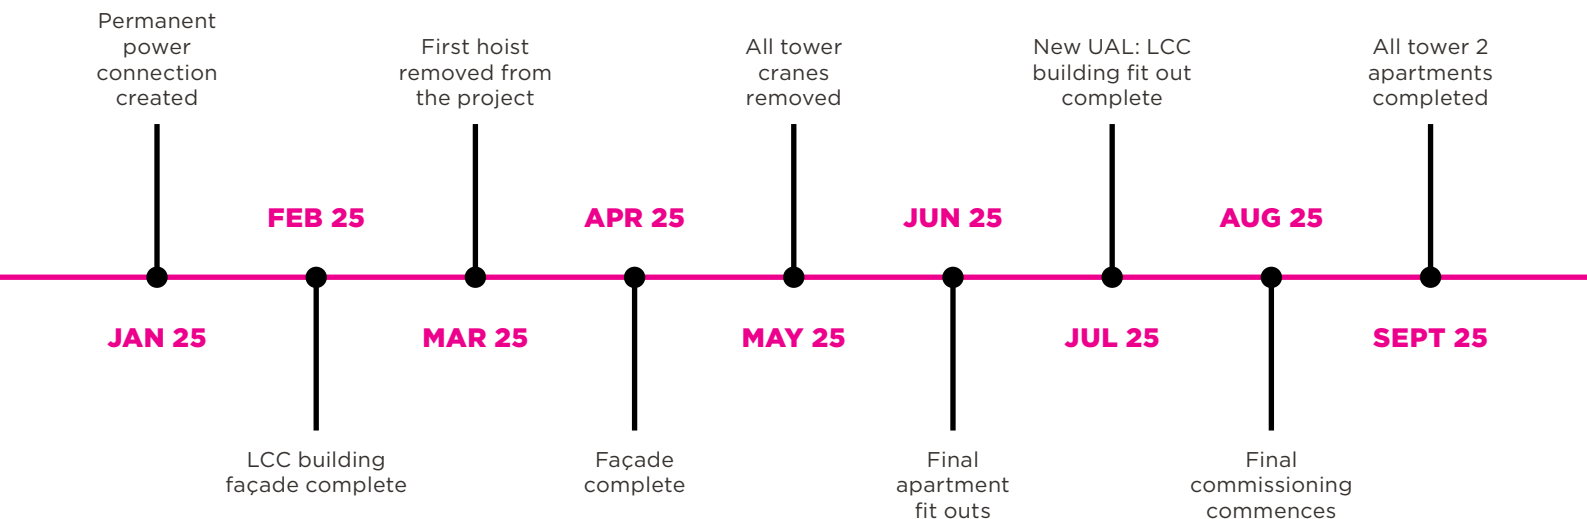 Permanent
power
connection
created
First hoist
removed from
the project
All tower
cranes
removed
New UAL: LCC
building fit out
complete
All tower 2
apartments
completed
FEB 25
APR 25
JUN 25
AUG 25
JAN 25
MAR 25
MAY 25
JUL 25
SEPT 25
LCC building
façade complete
Façade
complete
Final
apartment
fit outs
Final
commissioning
commences